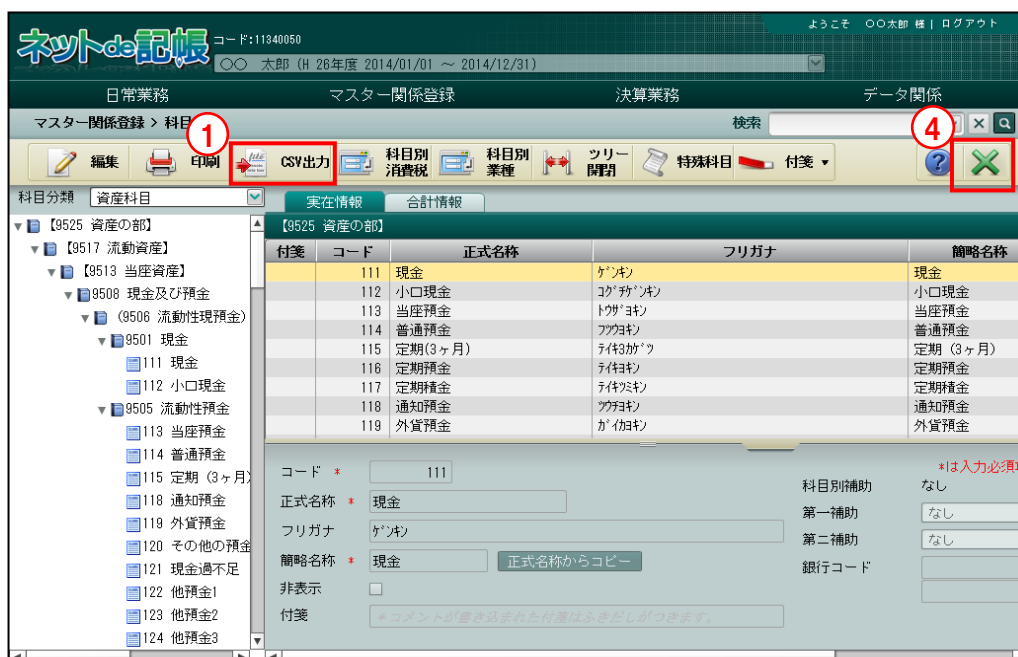 ようこそ 〇〇太郎 様 | ログアウト
ネットde記帳 コード:11340050
〇〇 太郎 (H 26年度 2014/01/01 ～ 2014/12/31)
日常業務 マスター関係登録 決算業務 データ関係
マスター関係登録 > 科目 検索
① ④
編集 印刷 CSV出力 科目別消費税 科目別業種 ツリー開閉 特殊科目 付箋 ▼ ?
科目分類 資産科目
実在情報 合計情報
【9525 資産の部】
【9517 流動資産】
【9513 当座資産】
9508 現金及び預金
(9506 流動性現預金)
9501 現金
111 現金
112 小口現金
9505 流動性預金
113 当座預金
114 普通預金
115 定期 (3ヶ月)
118 通知預金
119 外貨預金
120 その他の預金
121 現金過不足
122 他預金1
123 他預金2
124 他預金3
【9525 資産の部】
付箋 コード 正式名称 フリガナ 簡略名称
111 現金 ｹﾞﾝｷﾝ 現金
112 小口現金 ｺｸﾞﾁｹﾞﾝｷﾝ 小口現金
113 当座預金 ﾄｳｻﾞﾖｷﾝ 当座預金
114 普通預金 ﾌﾂｳﾖｷﾝ 普通預金
115 定期(3ヶ月) ﾃｲｷ3ｶｹﾞﾂ 定期 (3ヶ月)
116 定期預金 ﾃｲｷﾖｷﾝ 定期預金
117 定期積金 ﾃｲｷﾂﾐｷﾝ 定期積金
118 通知預金 ﾂｳﾁﾖｷﾝ 通知預金
119 外貨預金 ｶﾞｲｶﾖｷﾝ 外貨預金
*は入力必須
コード * 111
正式名称 * 現金
フリガナ ｹﾞﾝｷﾝ
簡略名称 * 現金 正式名称からコピー
非表示
付箋 *コメントが書き込まれた付箋はふきだしがつきます。
科目別補助 なし
第一補助 なし
第二補助 なし
銀行コード